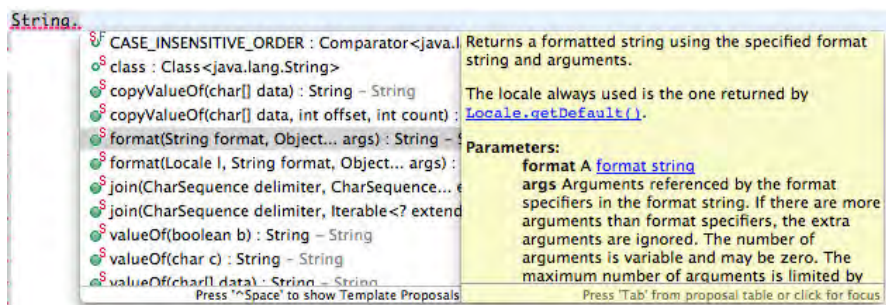 String.
CASE_INSENSITIVE_ORDER : Comparator<java.l
class : Class<java.lang.String>
copyValueOf(char[] data) : String – String
copyValueOf(char[] data, int offset, int count) :
format(String format, Object... args) : String – S
format(Locale l, String format, Object... args) :
join(CharSequence delimiter, CharSequence... e
join(CharSequence delimiter, Iterable<? extend
valueOf(boolean b) : String – String
valueOf(char c) : String – String
valueOf(char[] data) : String – String
Press '^Space' to show Template Proposals
Returns a formatted string using the specified format
string and arguments.
The locale always used is the one returned by
Locale.getDefault().
Parameters:
format A format string
args Arguments referenced by the format
specifiers in the format string. If there are more
arguments than format specifiers, the extra
arguments are ignored. The number of
arguments is variable and may be zero. The
maximum number of arguments is limited by
Press 'Tab' from proposal table or click for focus